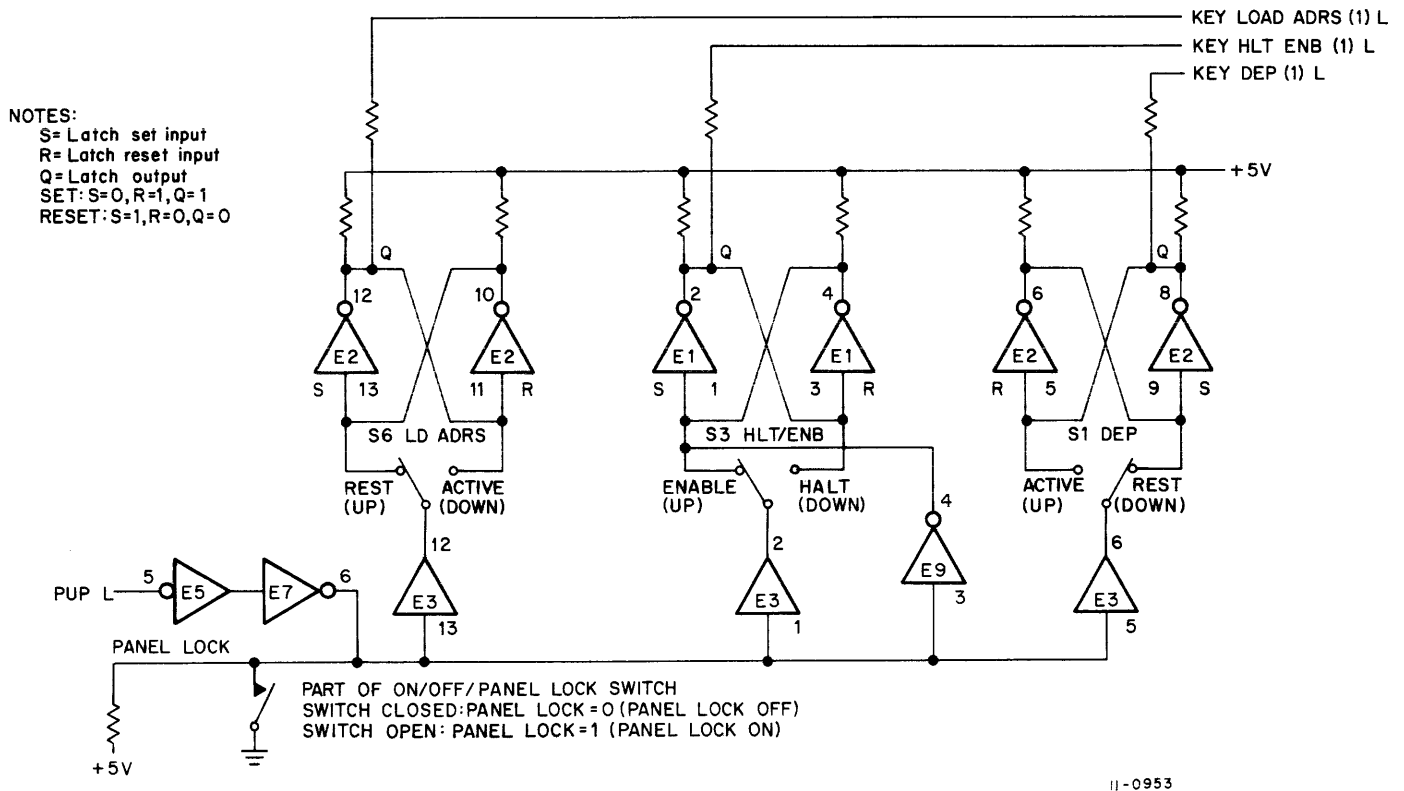 KEY LOAD ADRS (1) L
KEY HLT ENB (1) L
KEY DEP (1) L
NOTES:
S= Latch set input
R= Latch reset input
Q= Latch output
SET: S=0, R=1, Q=1
RESET: S=1, R=0, Q=0
+5V
Q
Q
Q
12
10
2
4
6
8
E2
E2
E1
E1
E2
E2
S
13
11
R
S
1
3
R
R
5
9
S
S6 LD ADRS
S3 HLT/ENB
S1 DEP
REST
(UP)
ACTIVE
(DOWN)
ENABLE
(UP)
HALT
(DOWN)
ACTIVE
(UP)
REST
(DOWN)
4
12
2
6
PUP L
5
E5
E7
6
E3
13
E3
1
E9
3
E3
5
PANEL LOCK
PART OF ON/OFF/PANEL LOCK SWITCH
SWITCH CLOSED: PANEL LOCK=0 (PANEL LOCK OFF)
SWITCH OPEN: PANEL LOCK=1 (PANEL LOCK ON)
+5V
11-0953